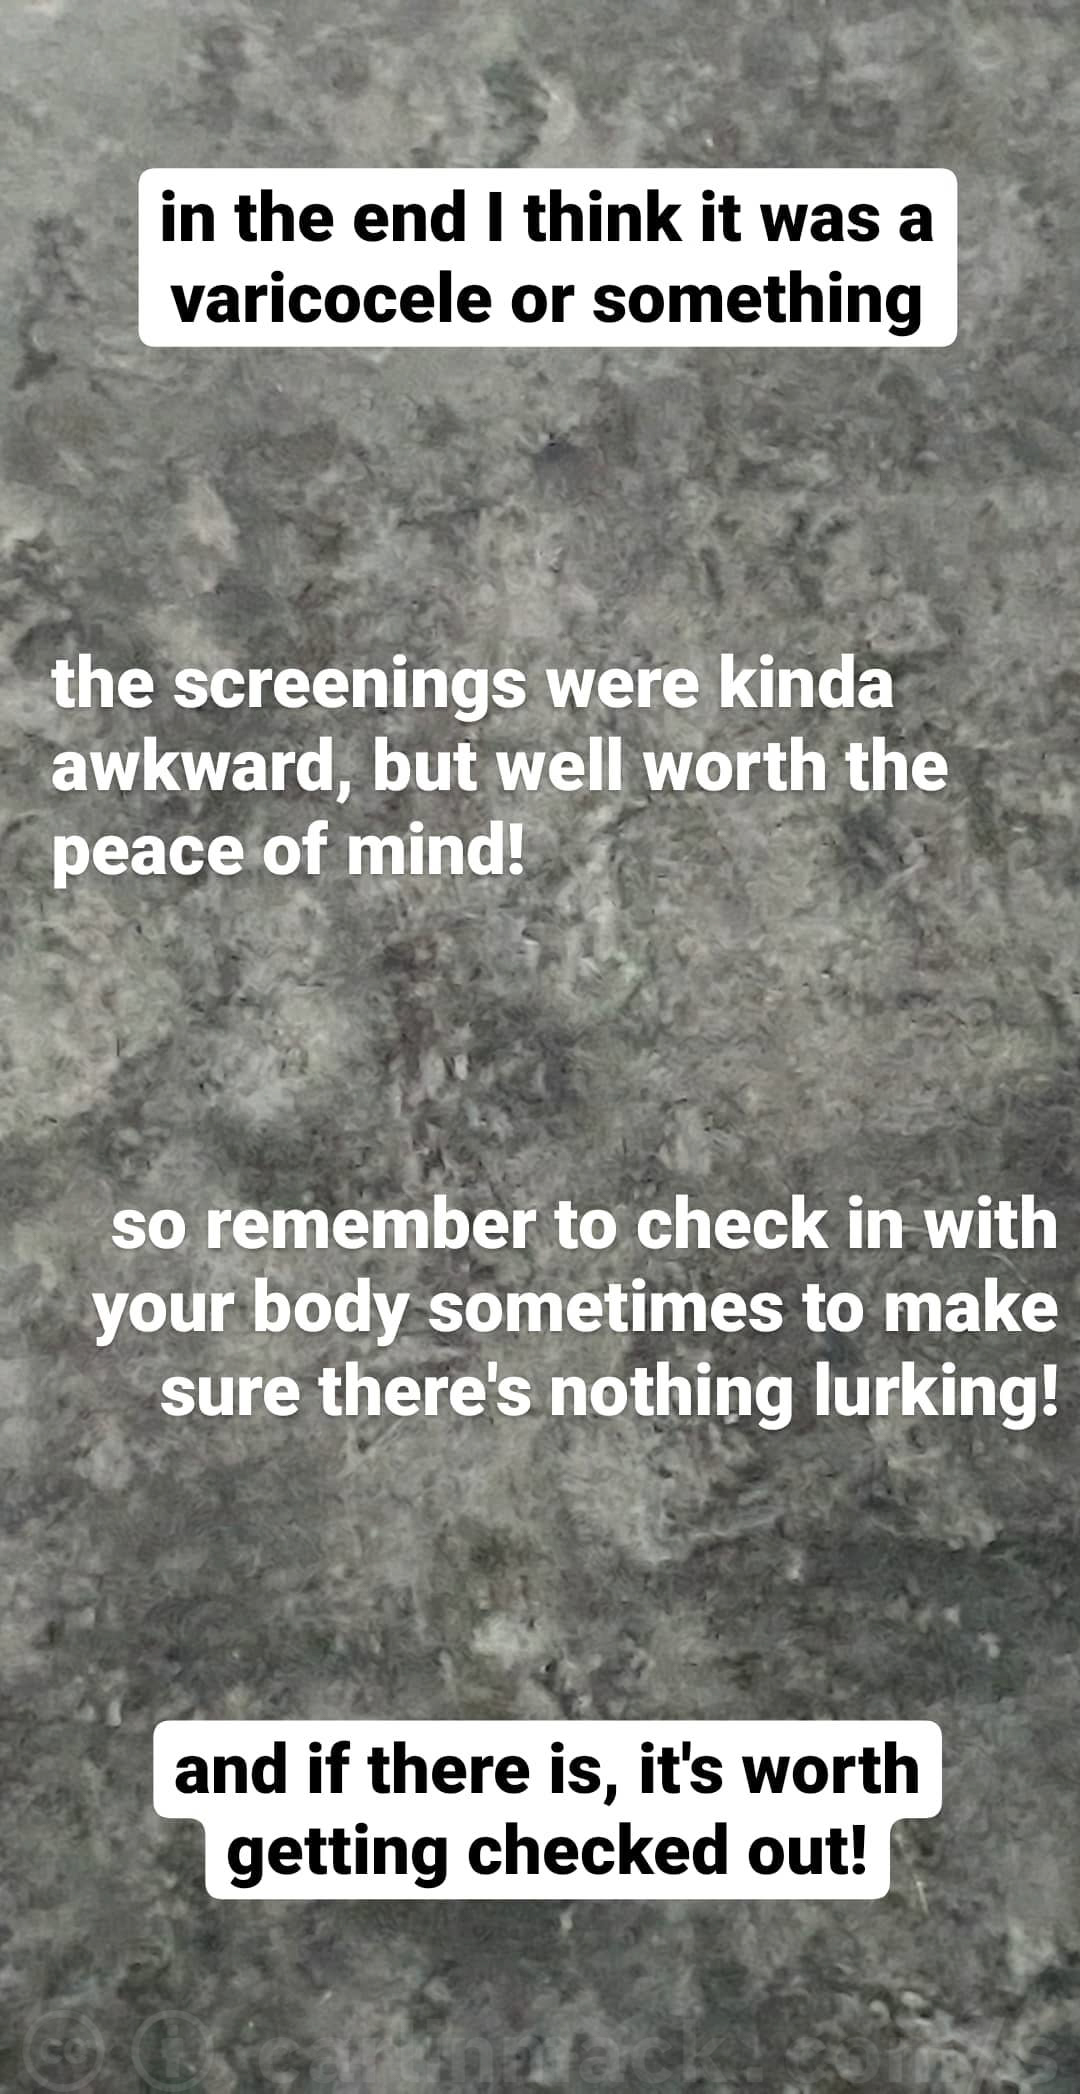 in the end I think it was a
varicocele or something
the screenings were kinda
awkward, but well worth the
peace of mind!
so remember to check in with
your body sometimes to make
sure there's nothing lurking!
and if there is, it's worth
getting checked out!